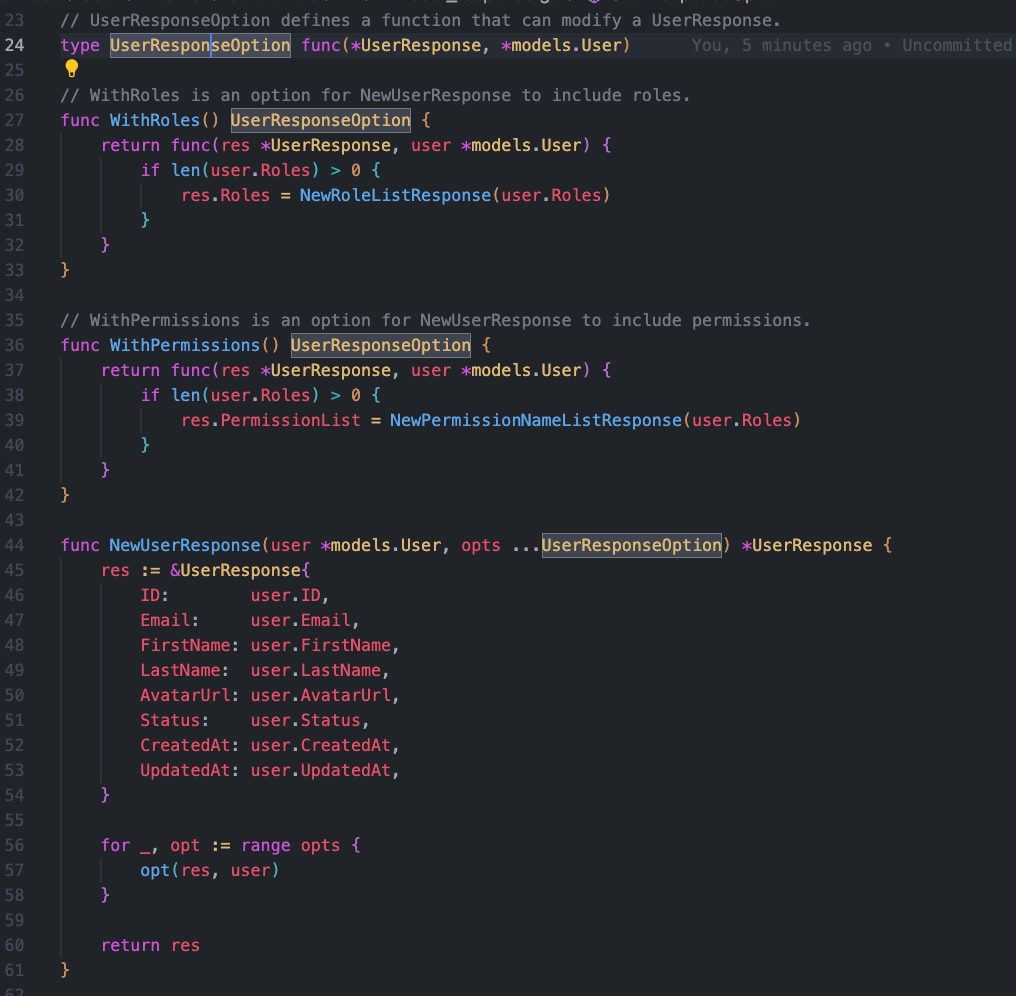 23 // UserResponseOption defines a function that can modify a UserResponse.
24 type UserResponseOption func(*UserResponse, *models.User) You, 5 minutes ago • Uncommitted
25
26 // WithRoles is an option for NewUserResponse to include roles.
27 func WithRoles() UserResponseOption {
28     return func(res *UserResponse, user *models.User) {
29         if len(user.Roles) > 0 {
30             res.Roles = NewRoleListResponse(user.Roles)
31         }
32     }
33 }
34
35 // WithPermissions is an option for NewUserResponse to include permissions.
36 func WithPermissions() UserResponseOption {
37     return func(res *UserResponse, user *models.User) {
38         if len(user.Roles) > 0 {
39             res.PermissionList = NewPermissionNameListResponse(user.Roles)
40         }
41     }
42 }
43
44 func NewUserResponse(user *models.User, opts ...UserResponseOption) *UserResponse {
45     res := &UserResponse{
46         ID:        user.ID,
47         Email:     user.Email,
48         FirstName: user.FirstName,
49         LastName:  user.LastName,
50         AvatarUrl: user.AvatarUrl,
51         Status:    user.Status,
52         CreatedAt: user.CreatedAt,
53         UpdatedAt: user.UpdatedAt,
54     }
55
56     for _, opt := range opts {
57         opt(res, user)
58     }
59
60     return res
61 }
62